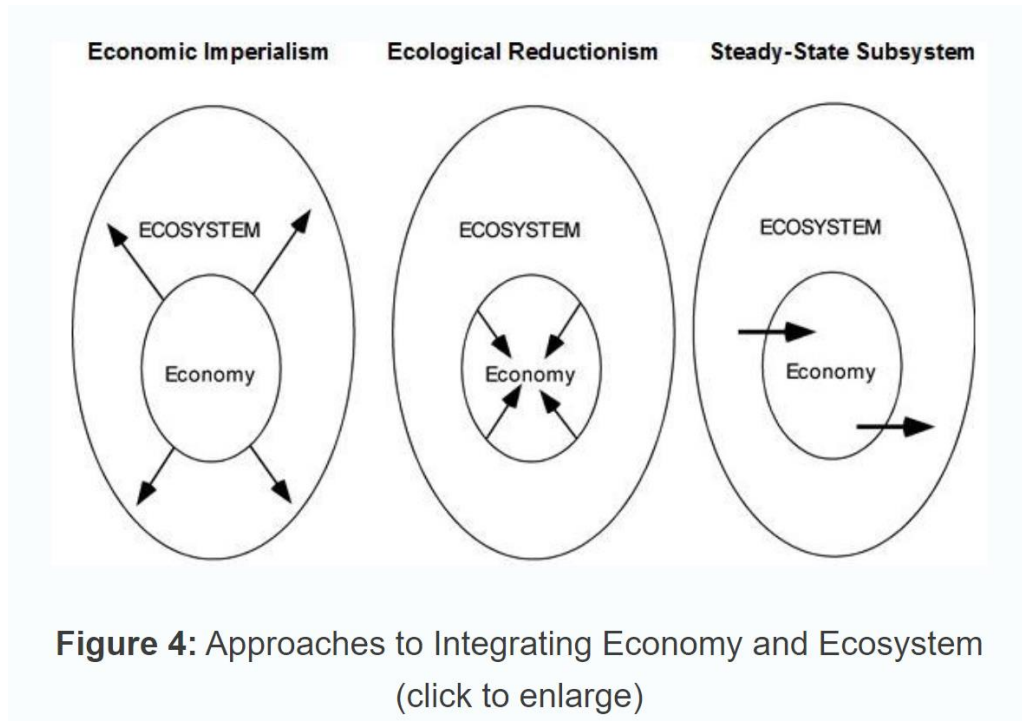 Economic Imperialism
Ecological Reductionism
Steady-State Subsystem
ECOSYSTEM
Economy
ECOSYSTEM
Economy
ECOSYSTEM
Economy
Figure 4: Approaches to Integrating Economy and Ecosystem
(click to enlarge)